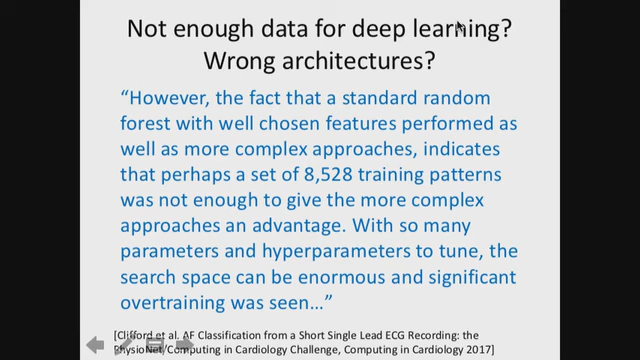 Not enough data for deep learning?
Wrong architectures?
“However, the fact that a standard random
forest with well chosen features performed as
well as more complex approaches, indicates
that perhaps a set of 8,528 training patterns
was not enough to give the more complex
approaches an advantage. With so many
parameters and hyperparameters to tune, the
search space can be enormous and significant
overtraining was seen…”
[Clifford et al. AF Classification from a Short Single Lead ECG Recording: the
PhysioNet/Computing in Cardiology Challenge, Computing in Cardiology 2017]